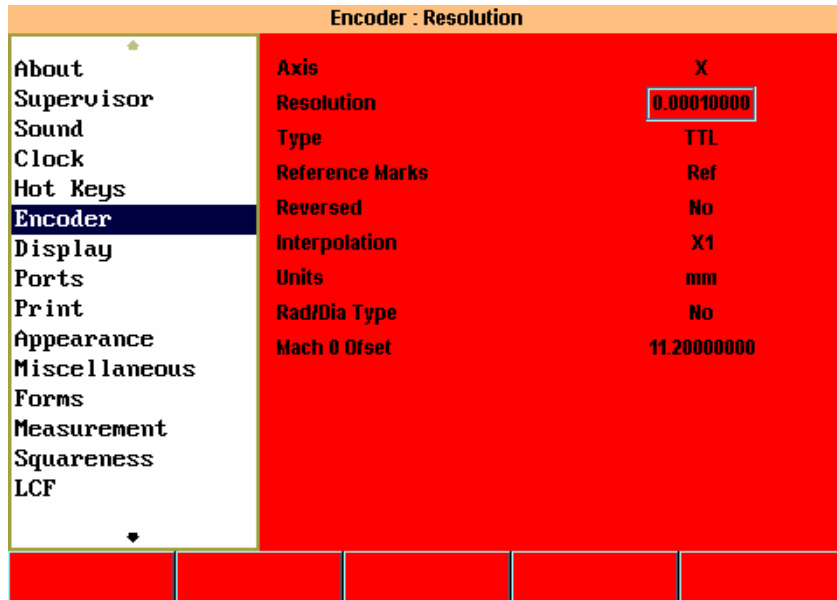 Encoder : Resolution
About
Supervisor
Sound
Clock
Hot Keys
Encoder
Display
Ports
Print
Appearance
Miscellaneous
Forms
Measurement
Squareness
LCF
Axis X
Resolution 0.00010000
Type TTL
Reference Marks Ref
Reversed No
Interpolation X1
Units mm
Rad/Dia Type No
Mach 0 Ofset 11.20000000